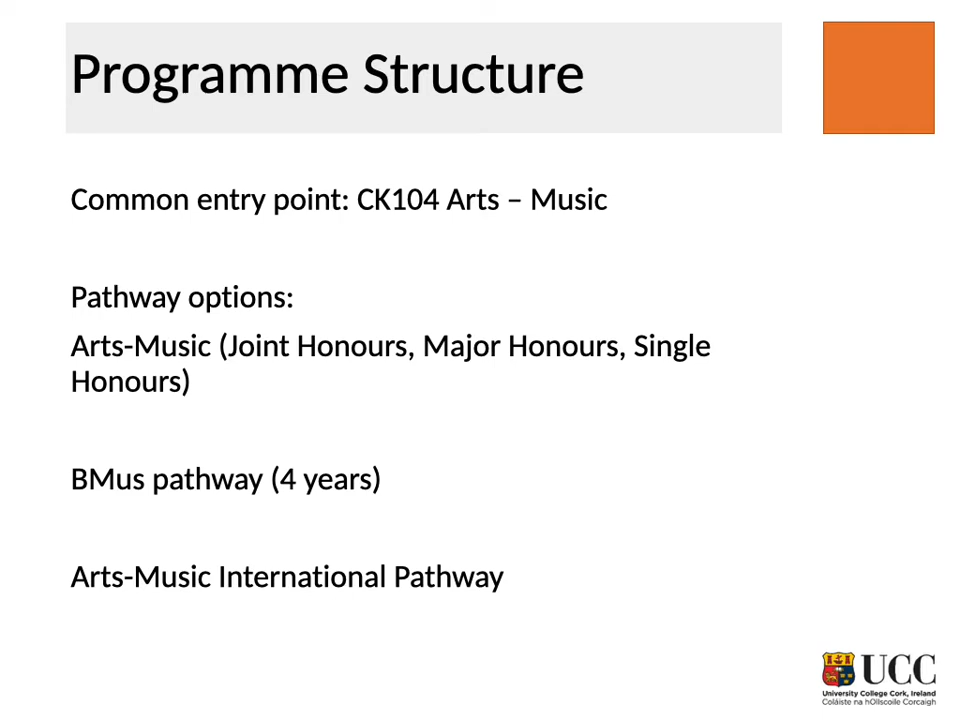 Programme Structure
Common entry point: CK104 Arts – Music
Pathway options:
Arts-Music (Joint Honours, Major Honours, Single
Honours)
BMus pathway (4 years)
Arts-Music International Pathway
UCC
University College Cork, Ireland
Coláiste na hOllscoile Corcaigh